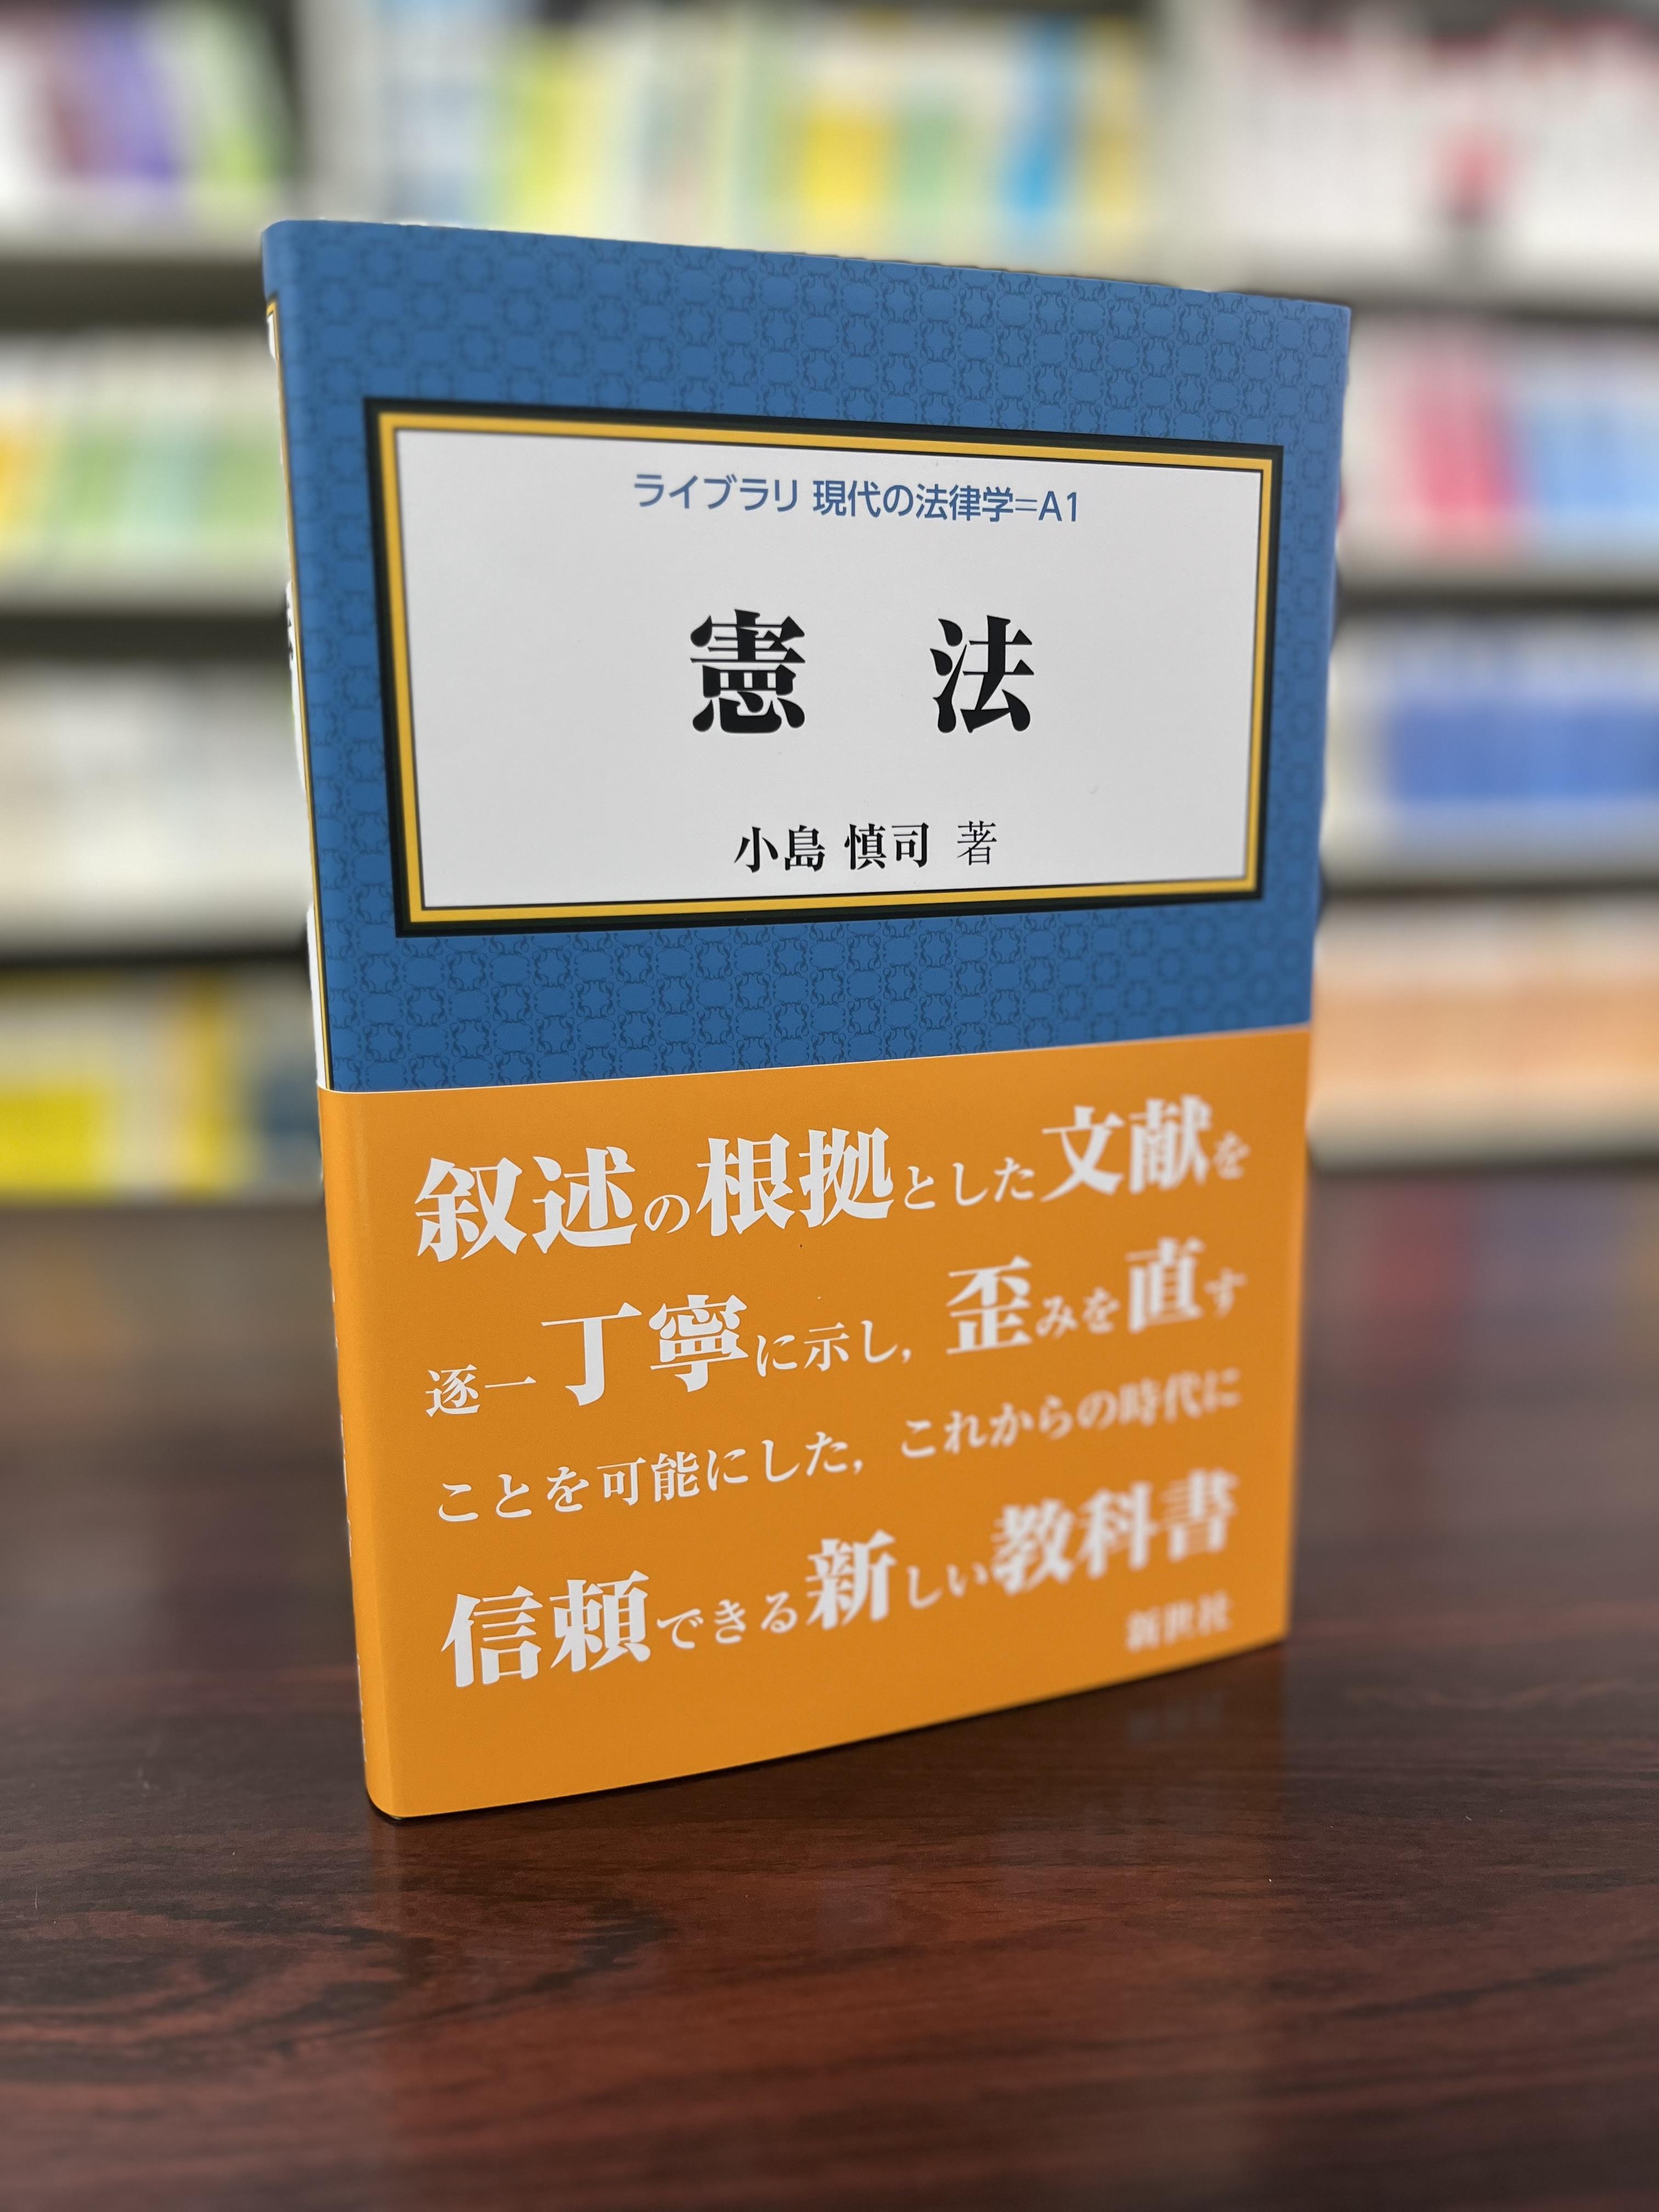 ライブラリ 現代の法律学=A1
憲 法
小島 慎司 著
叙述の根拠とした文献を
逐一丁寧に示し，歪みを直す
ことを可能にした，これからの時代に
信頼できる新しい教科書
新世社